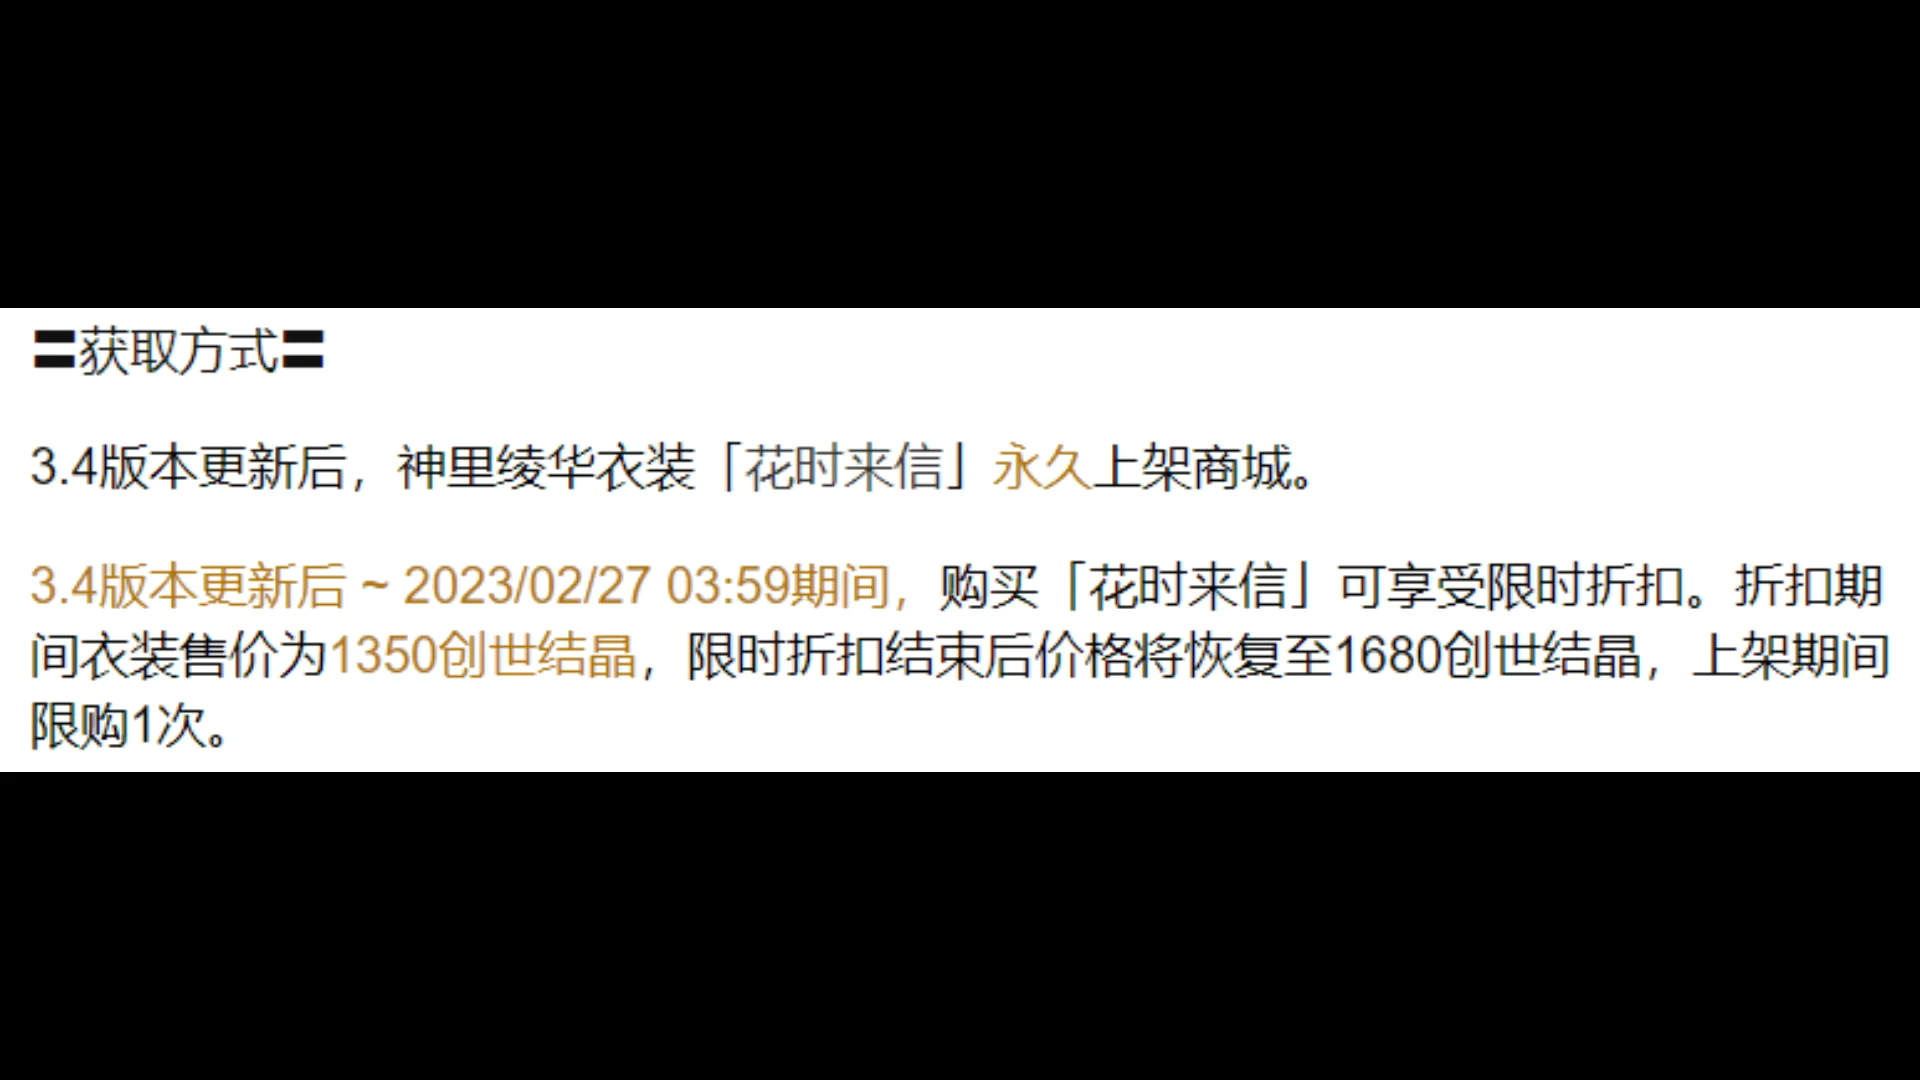 〓获取方式〓
3.4版本更新后，神里绫华衣装「花时来信」永久上架商城。
3.4版本更新后 ~ 2023/02/27 03:59期间，购买「花时来信」可享受限时折扣。折扣期
间衣装售价为1350创世结晶，限时折扣结束后价格将恢复至1680创世结晶，上架期间
限购1次。